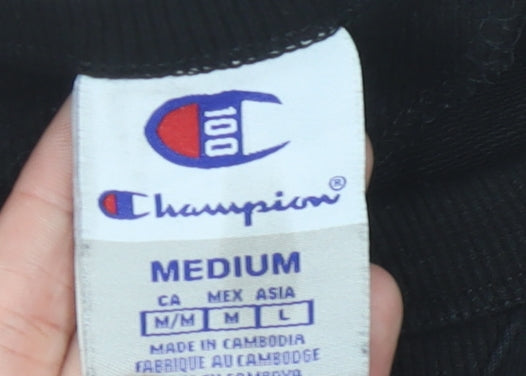 100
Champion®
MEDIUM
CA MEX ASIA
M/M M L
MADE IN CAMBODIA
FABRIQUE AU CAMBODGE